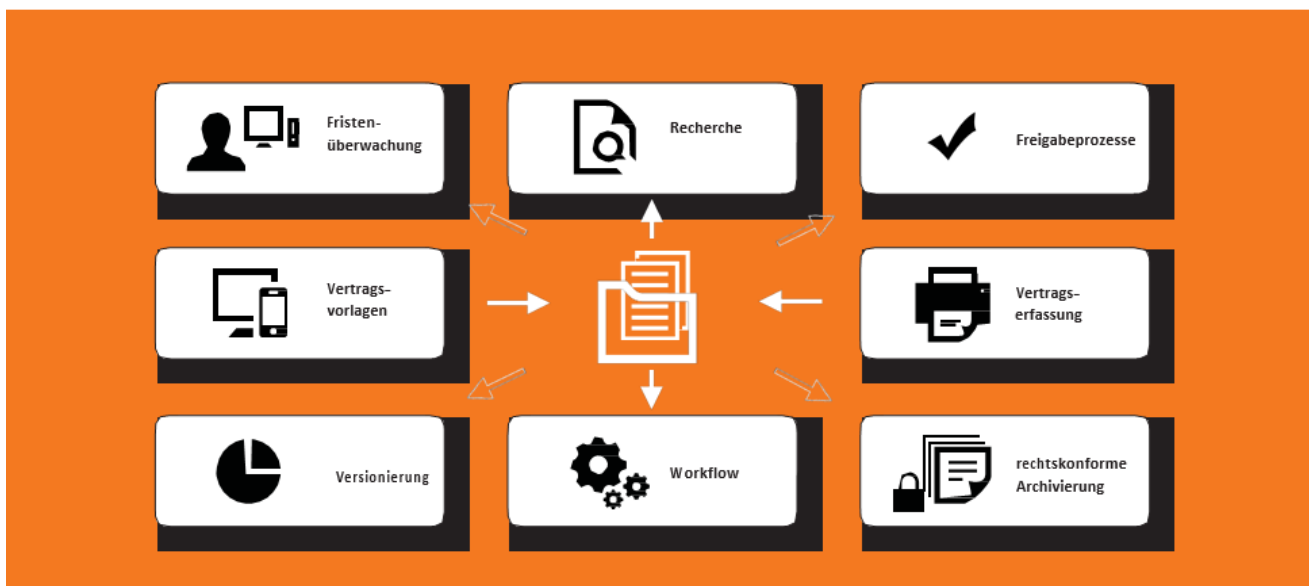 Fristen-
überwachung
Recherche
Freigabeprozesse
Vertrags-
vorlagen
Vertrags-
erfassung
Versionierung
Workflow
rechtskonforme
Archivierung